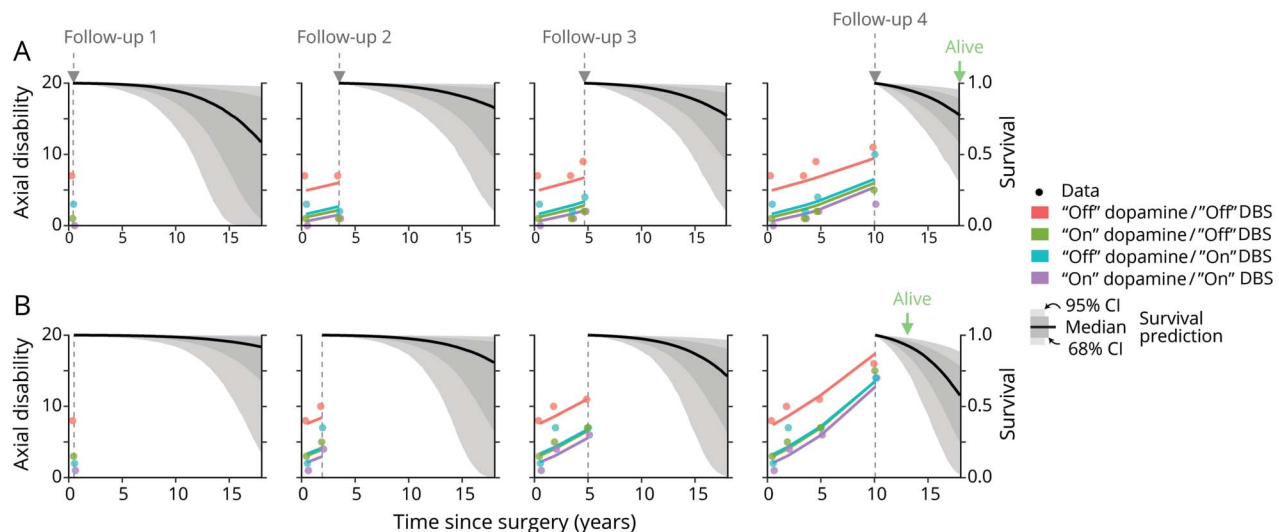 Follow-up 1
Follow-up 2
Follow-up 3
Follow-up 4
A
Alive
Axial disability
20
10
0
0 5 10 15
0 5 10 15
0 5 10 15
0 5 10 15
1.0
0.5
0.0
Survival
B
Alive
Axial disability
20
10
0
0 5 10 15
0 5 10 15
0 5 10 15
0 5 10 15
1.0
0.5
0.0
Survival
Time since surgery (years)
Data
“Off” dopamine/”Off”DBS
“On” dopamine/”Off”DBS
“Off” dopamine/”On”DBS
“On” dopamine/”On” DBS
95% CI
Median
68% CI
Survival
prediction